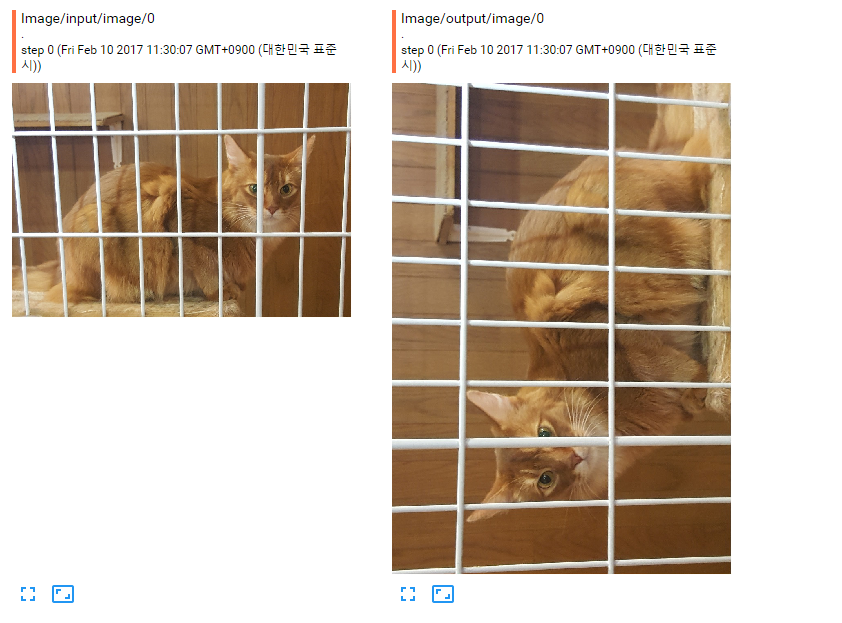 Image/input/image/0
.
step 0 (Fri Feb 10 2017 11:30:07 GMT+0900 (대한민국 표준
시))
Image/output/image/0
.
step 0 (Fri Feb 10 2017 11:30:07 GMT+0900 (대한민국 표준
시))